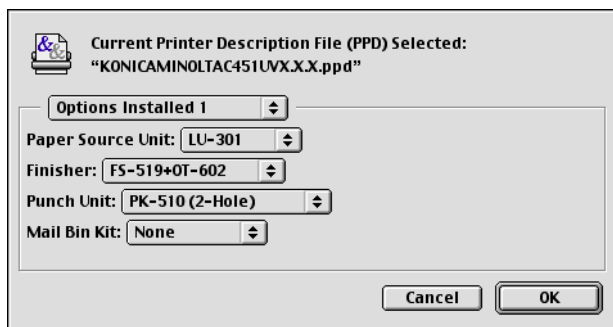 Current Printer Description File (PPD) Selected:
“KONICAMINOLTAC451UVX.X.X.ppd”
Options Installed 1
Paper Source Unit: LU-301
Finisher: FS-519+OT-602
Punch Unit: PK-510 (2-Hole)
Mail Bin Kit: None
Cancel OK